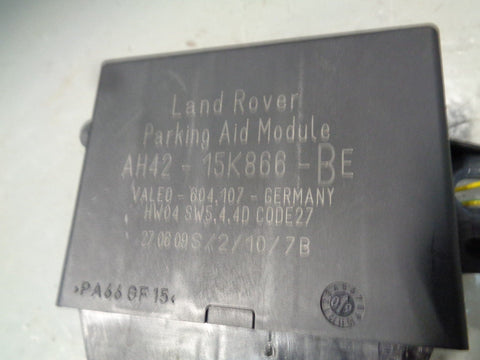 Land Rover
Parking Aid Module
AH42 - 15K866 - BE
VALEO - 604.107 - GERMANY
HW04 SW5.4.4D CODE27
27 06 09 S/2/10/7B
>PA66 GF15<